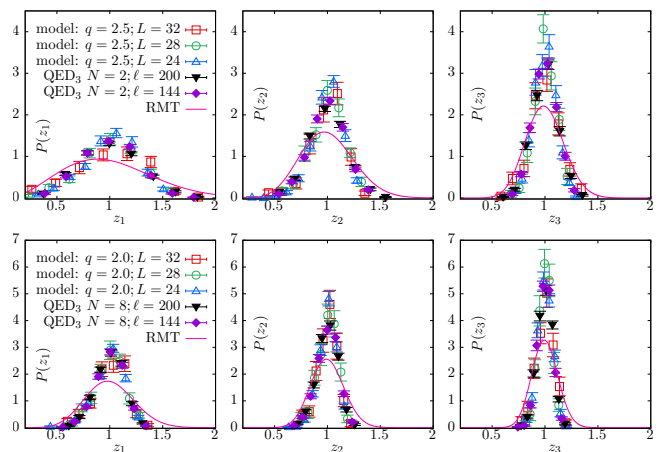 model: q = 2.5; L = 32
model: q = 2.5; L = 28
model: q = 2.5; L = 24
QED₃ N = 2; ℓ = 200
QED₃ N = 2; ℓ = 144
RMT
P(z₁)
0
1
2
3
4
0.5 1 1.5 2
z₁
P(z₂)
0
1
2
3
4
0.5 1 1.5 2
z₂
P(z₃)
0
1
2
3
4
0.5 1 1.5 2
z₃
model: q = 2.0; L = 32
model: q = 2.0; L = 28
model: q = 2.0; L = 24
QED₃ N = 8; ℓ = 200
QED₃ N = 8; ℓ = 144
RMT
P(z₁)
0
1
2
3
4
5
6
7
0.5 1 1.5 2
z₁
P(z₂)
0
1
2
3
4
5
6
7
0.5 1 1.5 2
z₂
P(z₃)
0
1
2
3
4
5
6
7
0.5 1 1.5 2
z₃